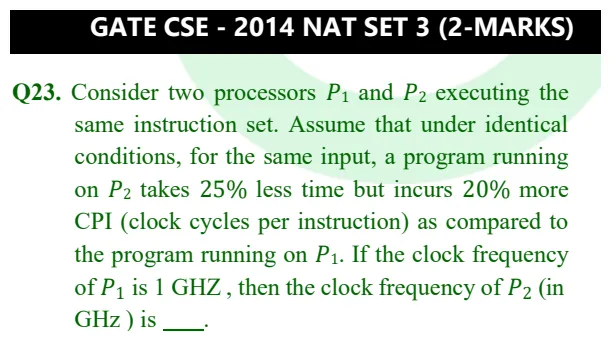 GATE CSE - 2014 NAT SET 3 (2-MARKS)
Q23. Consider two processors P₁ and P₂ executing the
same instruction set. Assume that under identical
conditions, for the same input, a program running
on P₂ takes 25% less time but incurs 20% more
CPI (clock cycles per instruction) as compared to
the program running on P₁. If the clock frequency
of P₁ is 1 GHZ , then the clock frequency of P₂ (in
GHz ) is ____.